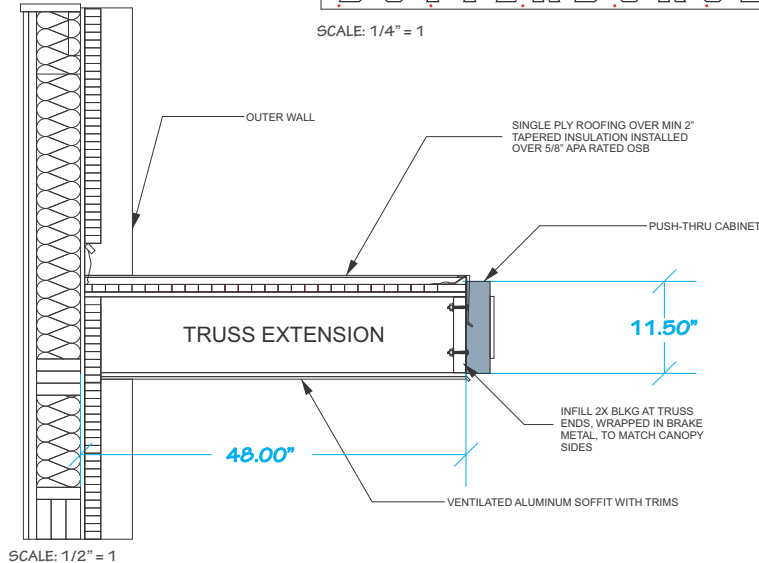 SCALE: 1/4" = 1
OUTER WALL
SINGLE PLY ROOFING OVER MIN 2"
TAPERED INSULATION INSTALLED
OVER 5/8" APA RATED OSB
PUSH-THRU CABINET
TRUSS EXTENSION
11.50"
INFILL 2X BLKG AT TRUSS
ENDS, WRAPPED IN BRAKE
METAL, TO MATCH CANOPY
SIDES
48.00"
VENTILATED ALUMINUM SOFFIT WITH TRIMS
SCALE: 1/2" = 1